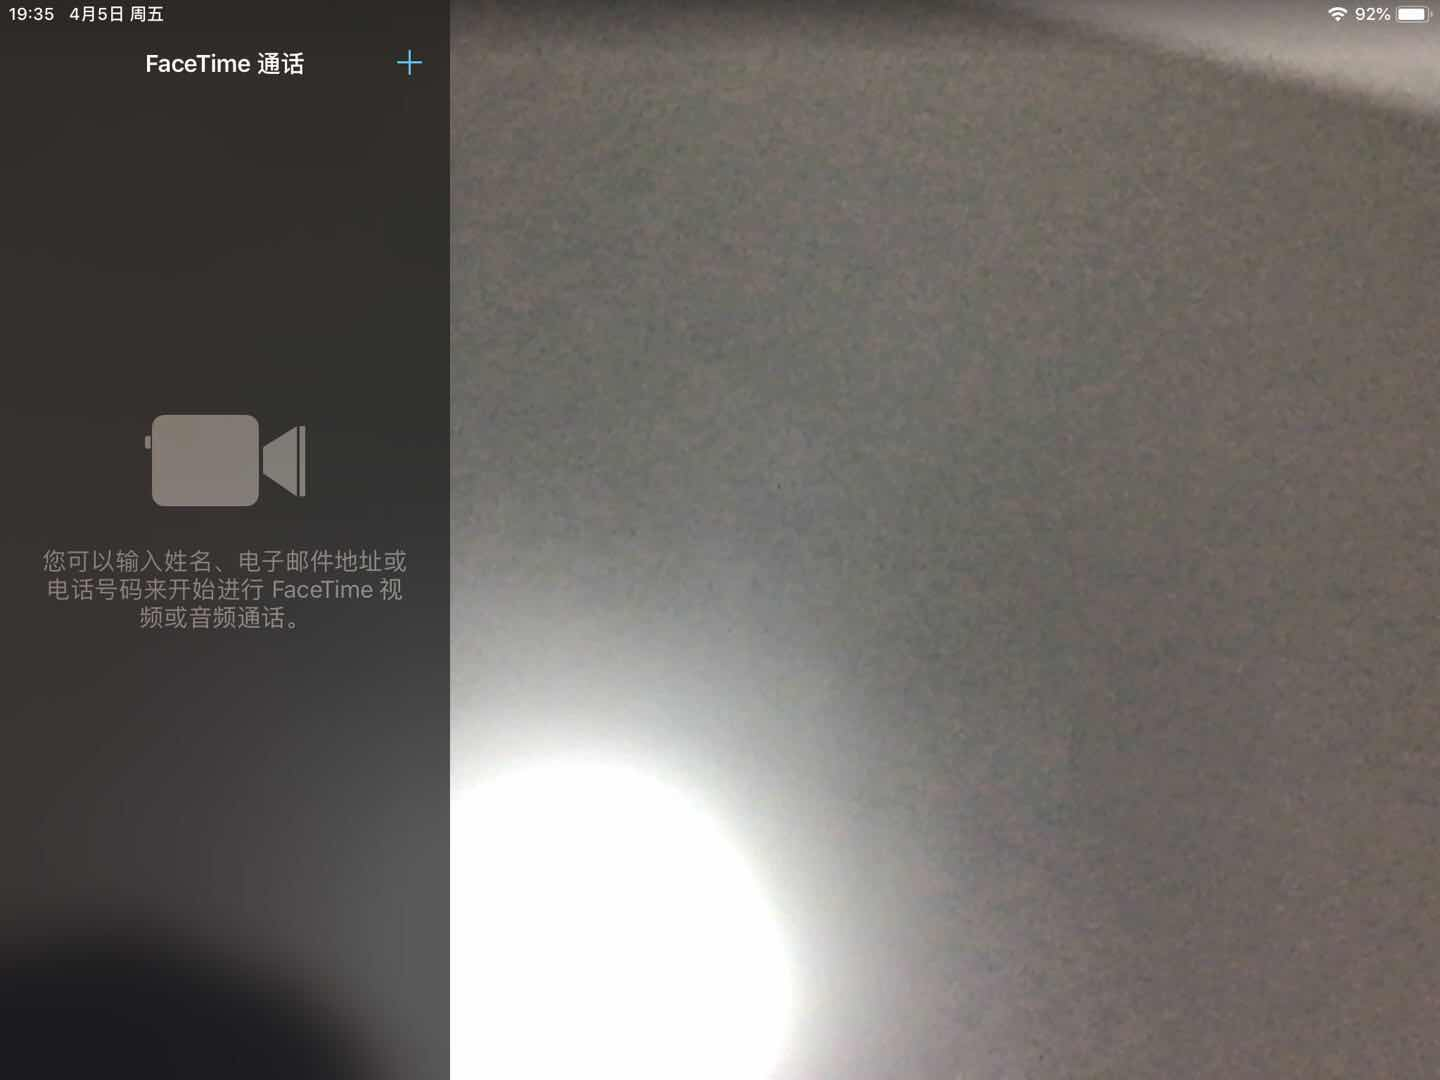 19:35 4月5日 周五
92%
FaceTime 通话
您可以输入姓名、电子邮件地址或
电话号码来开始进行 FaceTime 视
频或音频通话。